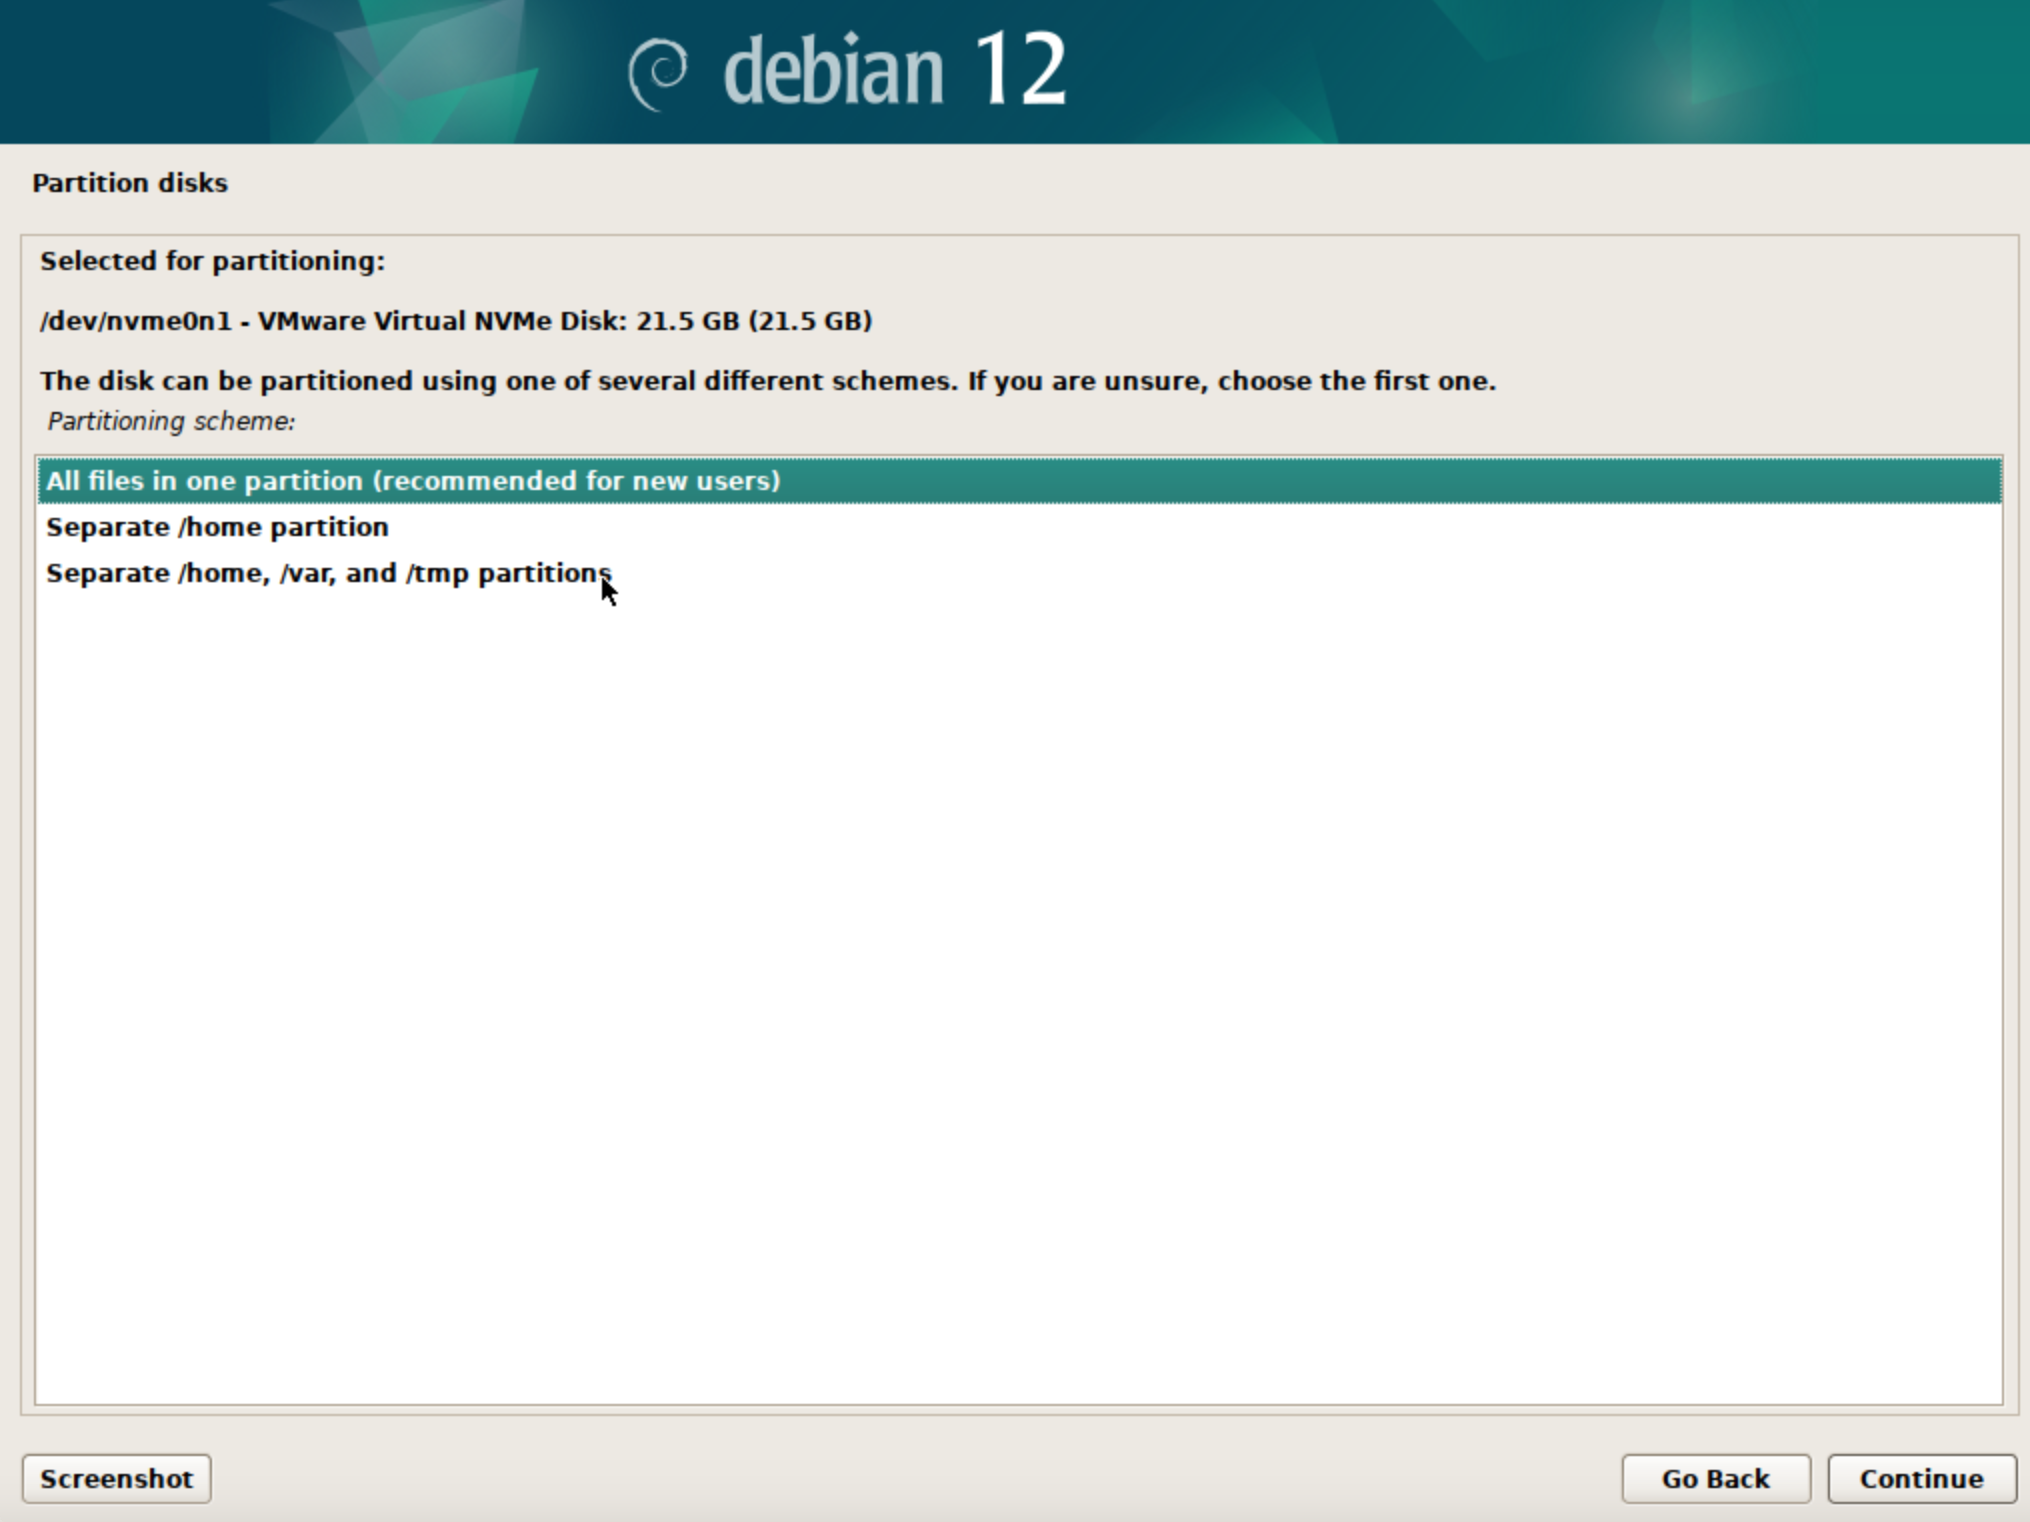 debian 12
Partition disks
Selected for partitioning:
/dev/nvme0n1 - VMware Virtual NVMe Disk: 21.5 GB (21.5 GB)
The disk can be partitioned using one of several different schemes. If you are unsure, choose the first one.
Partitioning scheme:
All files in one partition (recommended for new users)
Separate /home partition
Separate /home, /var, and /tmp partitions
Screenshot
Go Back
Continue